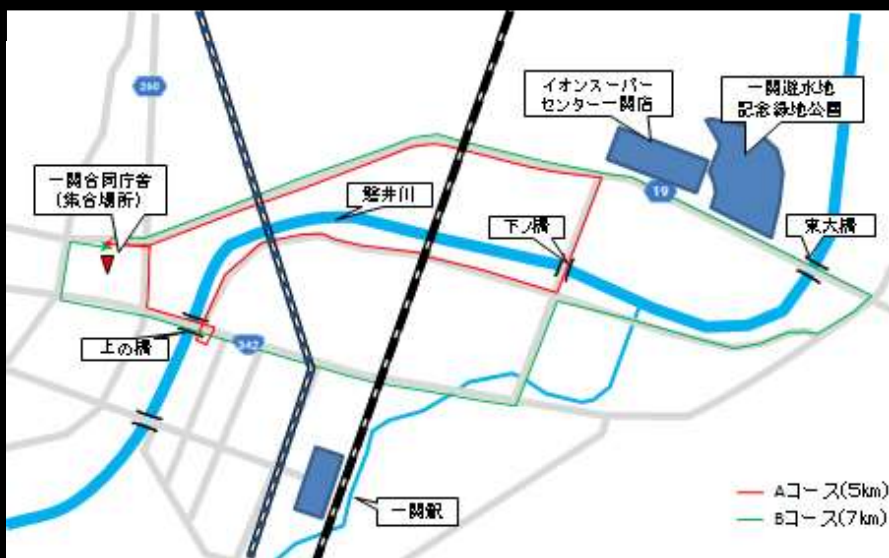 260
イオンスーパー
センター一関店
一関遊水地
記念緑地公園
一関合同庁舎
(集合場所)
磐井川
19
下ノ橋
東大橋
上の橋
342
一関駅
Aコース(5km)
Bコース(7km)